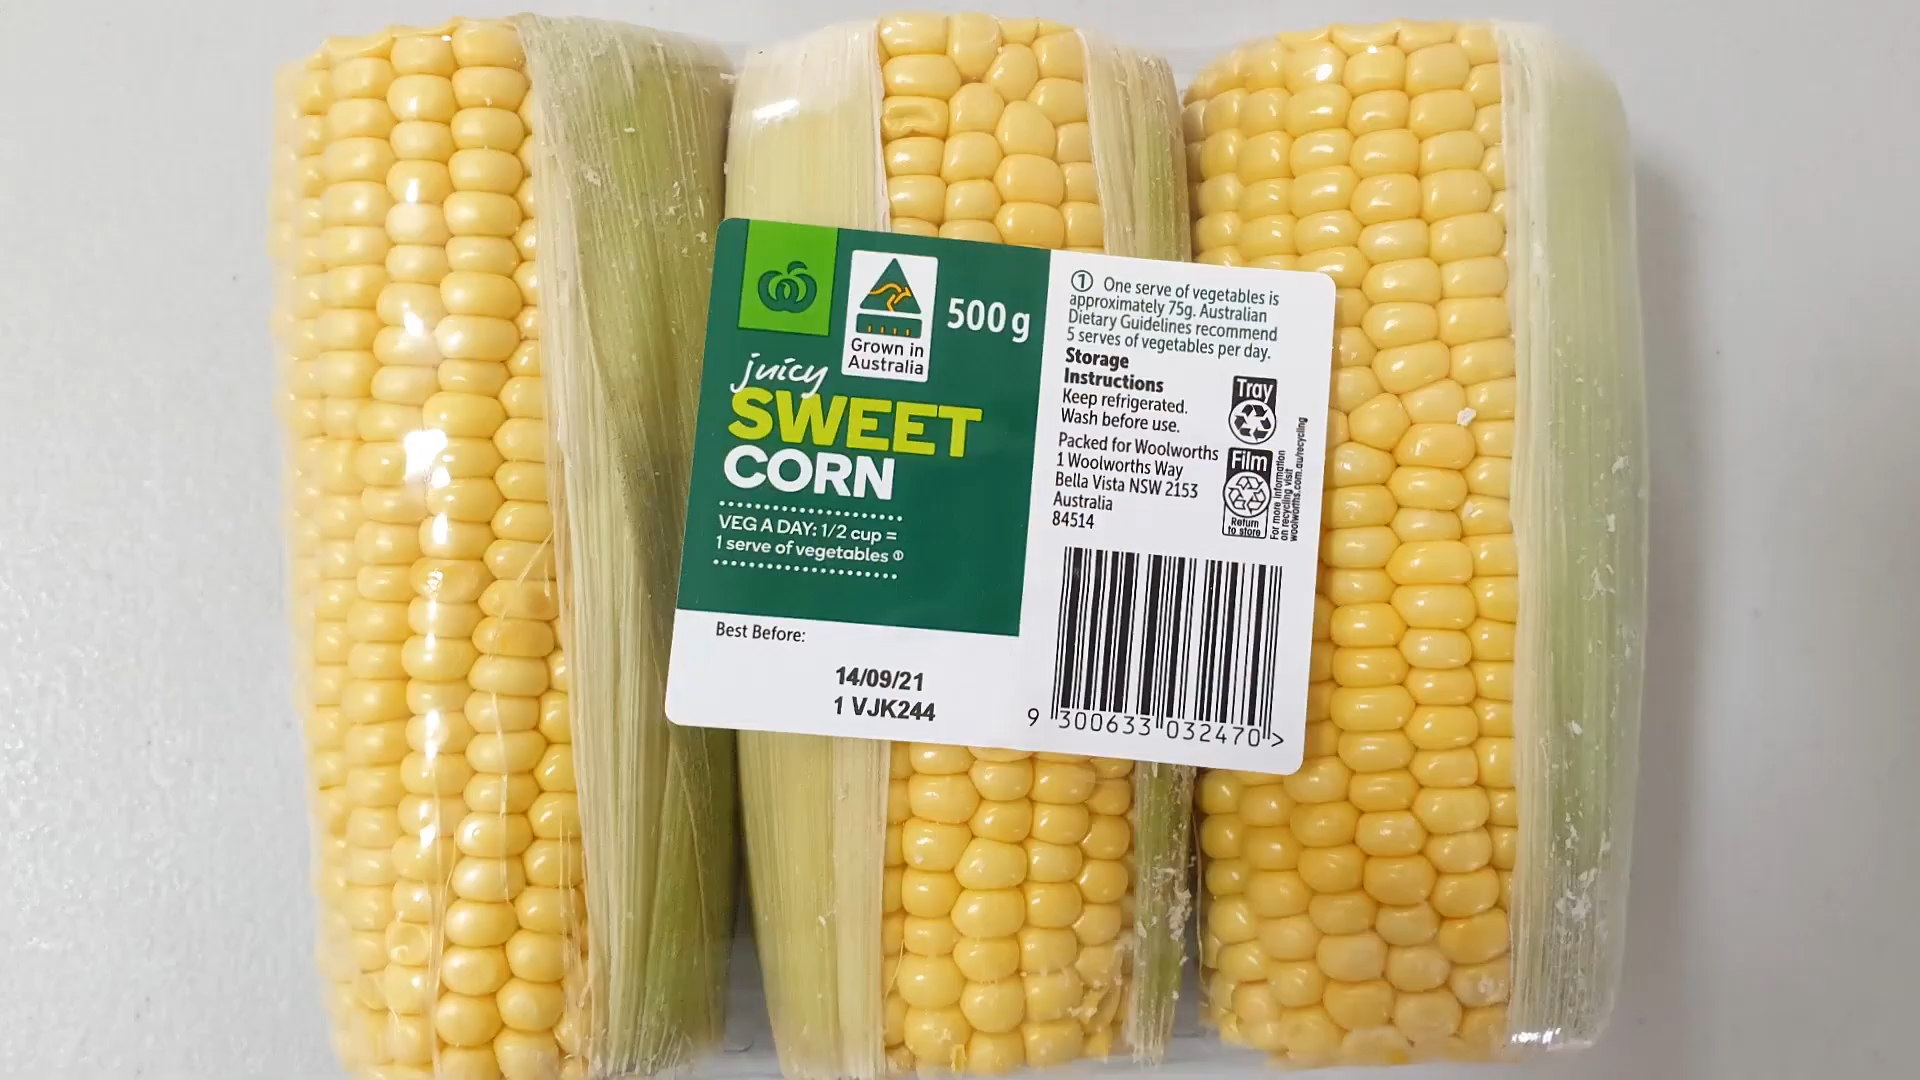 500g
Grown in
Australia
juicy
SWEET
CORN
VEG A DAY: 1/2 cup =
1 serve of vegetables ①
Best Before:
14/09/21
1 VJK244
① One serve of vegetables is
approximately 75g. Australian
Dietary Guidelines recommend
5 serves of vegetables per day.
Storage
Instructions
Keep refrigerated.
Wash before use.
Packed for Woolworths
1 Woolworths Way
Bella Vista NSW 2153
Australia
84514
Tray
Film
Return
to store
For more information
on recycling visit
woolworths.com.au/recycling
9 300633 032470 >